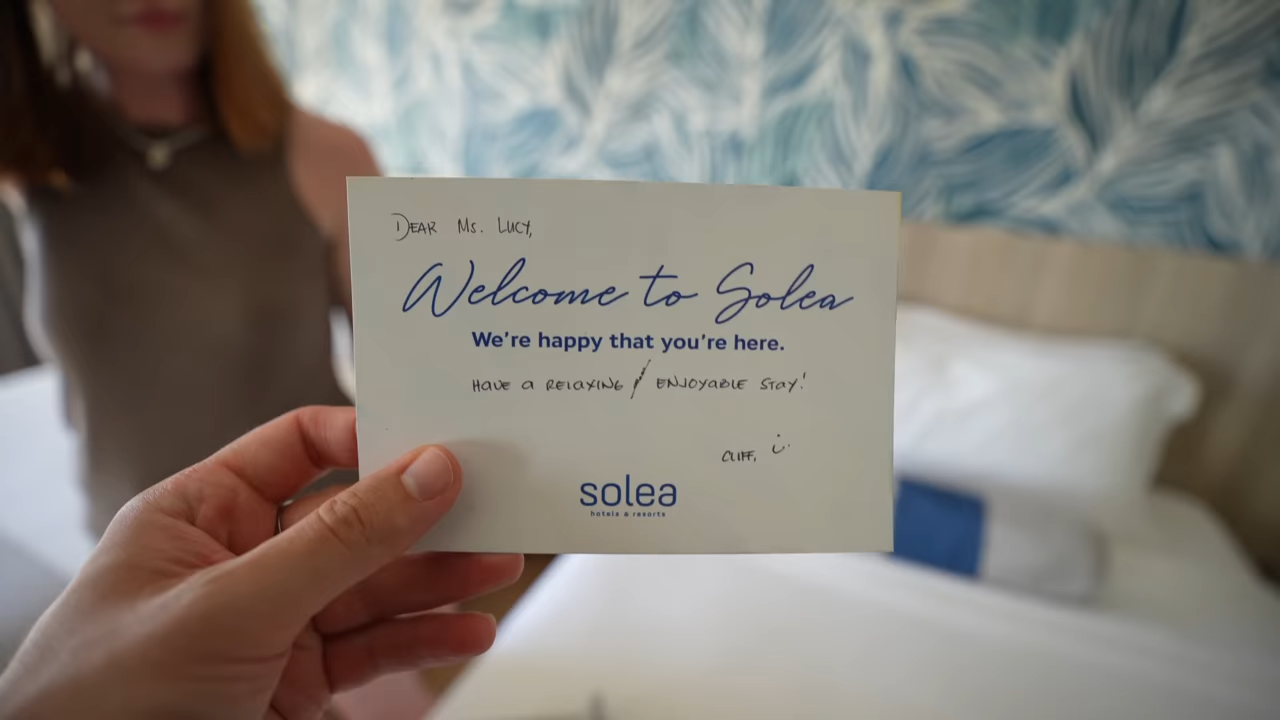 DEAR MS. LUCY,
Welcome to Solea
We're happy that you're here.
HAVE A RELAXING / ENJOYABLE STAY!
CLIFF,
solea
hotels & resorts